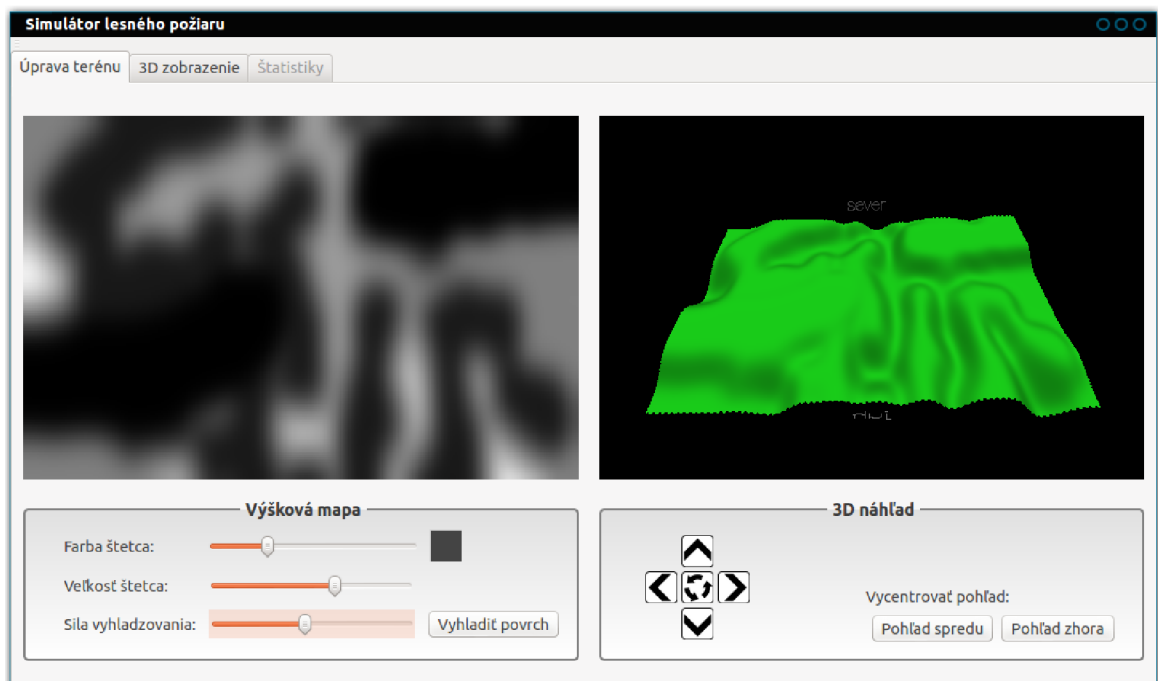 Simulátor lesného požiaru
Úprava terénu 3D zobrazenie Štatistiky
sever
Výšková mapa
Farba štetca:
Veľkosť štetca:
Sila vyhladzovania: Vyhladiť povrch
3D náhľad
Vycentrovať pohľad:
Pohľad spredu Pohľad zhora